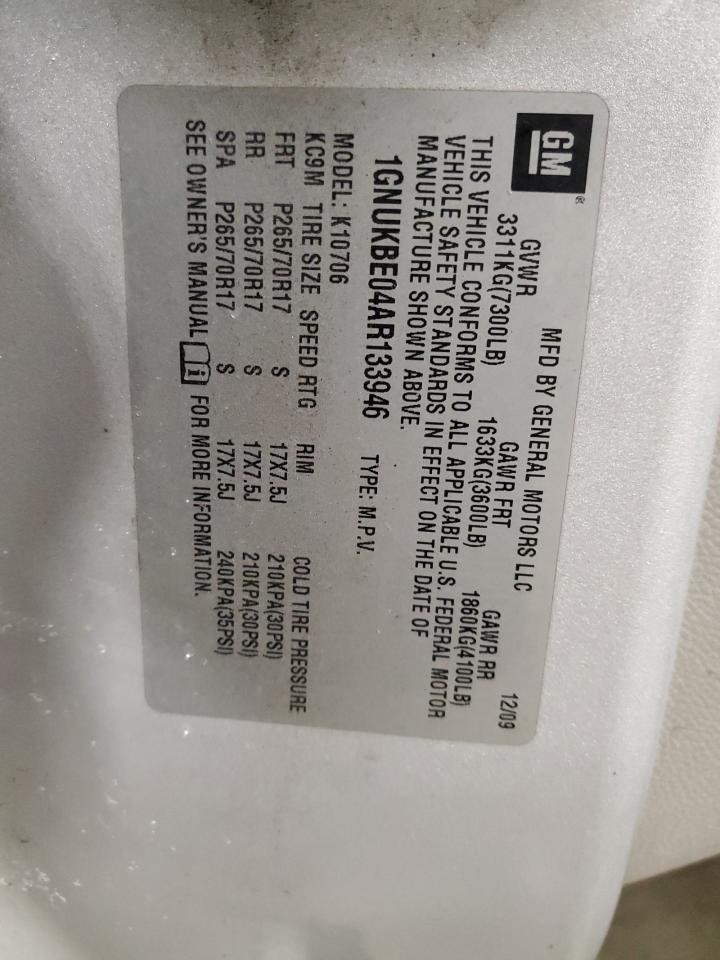 GM®
MFD BY GENERAL MOTORS LLC 12/09
GVWR GAWR FRT GAWR RR
3311KG(7300LB) 1633KG(3600LB) 1860KG(4100LB)
THIS VEHICLE CONFORMS TO ALL APPLICABLE U.S. FEDERAL MOTOR
VEHICLE SAFETY STANDARDS IN EFFECT ON THE DATE OF
MANUFACTURE SHOWN ABOVE.
1GNUKBE04AR133946 TYPE: M.P.V.
MODEL: K10706
KC9M TIRE SIZE SPEED RTG RIM COLD TIRE PRESSURE
FRT P265/70R17 S 17X7.5J 210KPA(30PSI)
RR P265/70R17 S 17X7.5J 210KPA(30PSI)
SPA P265/70R17 S 17X7.5J 240KPA(35PSI)
SEE OWNER'S MANUAL i FOR MORE INFORMATION.